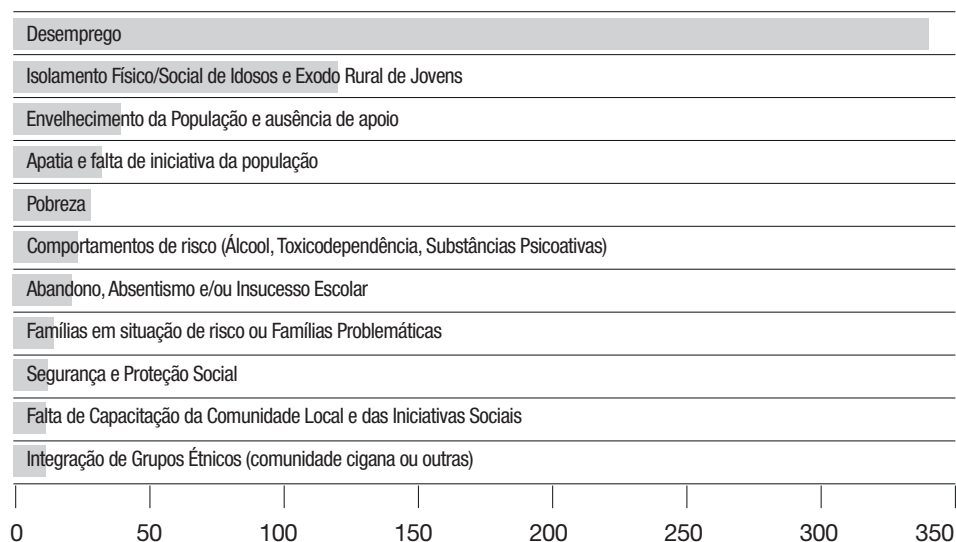 Desemprego
Isolamento Físico/Social de Idosos e Exodo Rural de Jovens
Envelhecimento da População e ausência de apoio
Apatia e falta de iniciativa da população
Pobreza
Comportamentos de risco (Álcool, Toxicodependência, Substâncias Psicoativas)
Abandono, Absentismo e/ou Insucesso Escolar
Famílias em situação de risco ou Famílias Problemáticas
Segurança e Proteção Social
Falta de Capacitação da Comunidade Local e das Iniciativas Sociais
Integração de Grupos Étnicos (comunidade cigana ou outras)
0 50 100 150 200 250 300 350